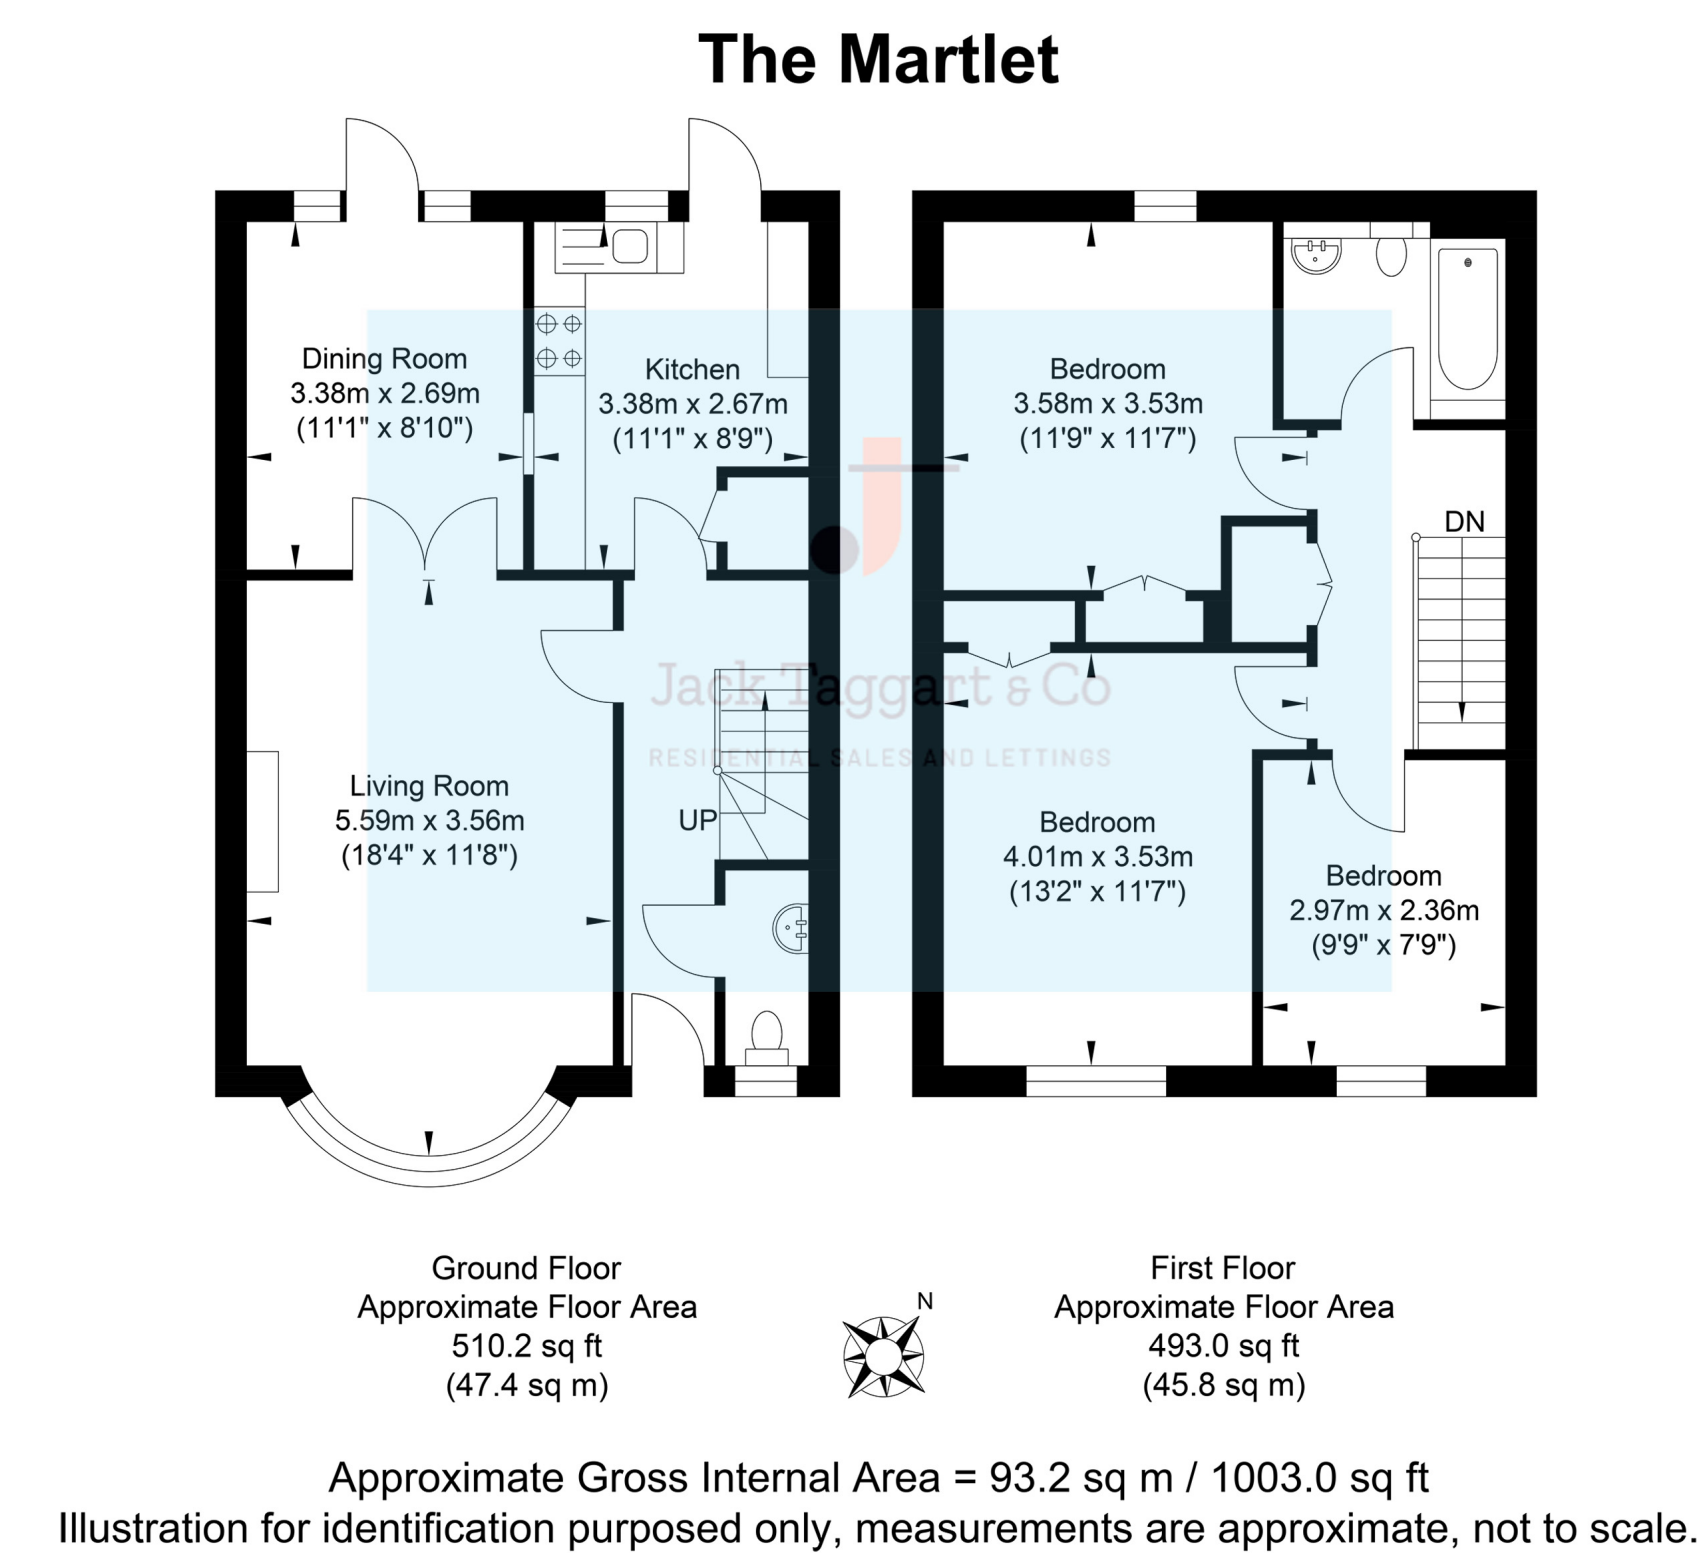 The Martlet
Dining Room
3.38m x 2.69m
(11'1" x 8'10")
Kitchen
3.38m x 2.67m
(11'1" x 8'9")
Living Room
5.59m x 3.56m
(18'4" x 11'8")
UP
Bedroom
3.58m x 3.53m
(11'9" x 11'7")
DN
Bedroom
4.01m x 3.53m
(13'2" x 11'7")
Bedroom
2.97m x 2.36m
(9'9" x 7'9")
Jack Taggart & Co
RESIDENTIAL SALES AND LETTINGS
Ground Floor
Approximate Floor Area
510.2 sq ft
(47.4 sq m)
N
First Floor
Approximate Floor Area
493.0 sq ft
(45.8 sq m)
Approximate Gross Internal Area = 93.2 sq m / 1003.0 sq ft
Illustration for identification purposed only, measurements are approximate, not to scale.